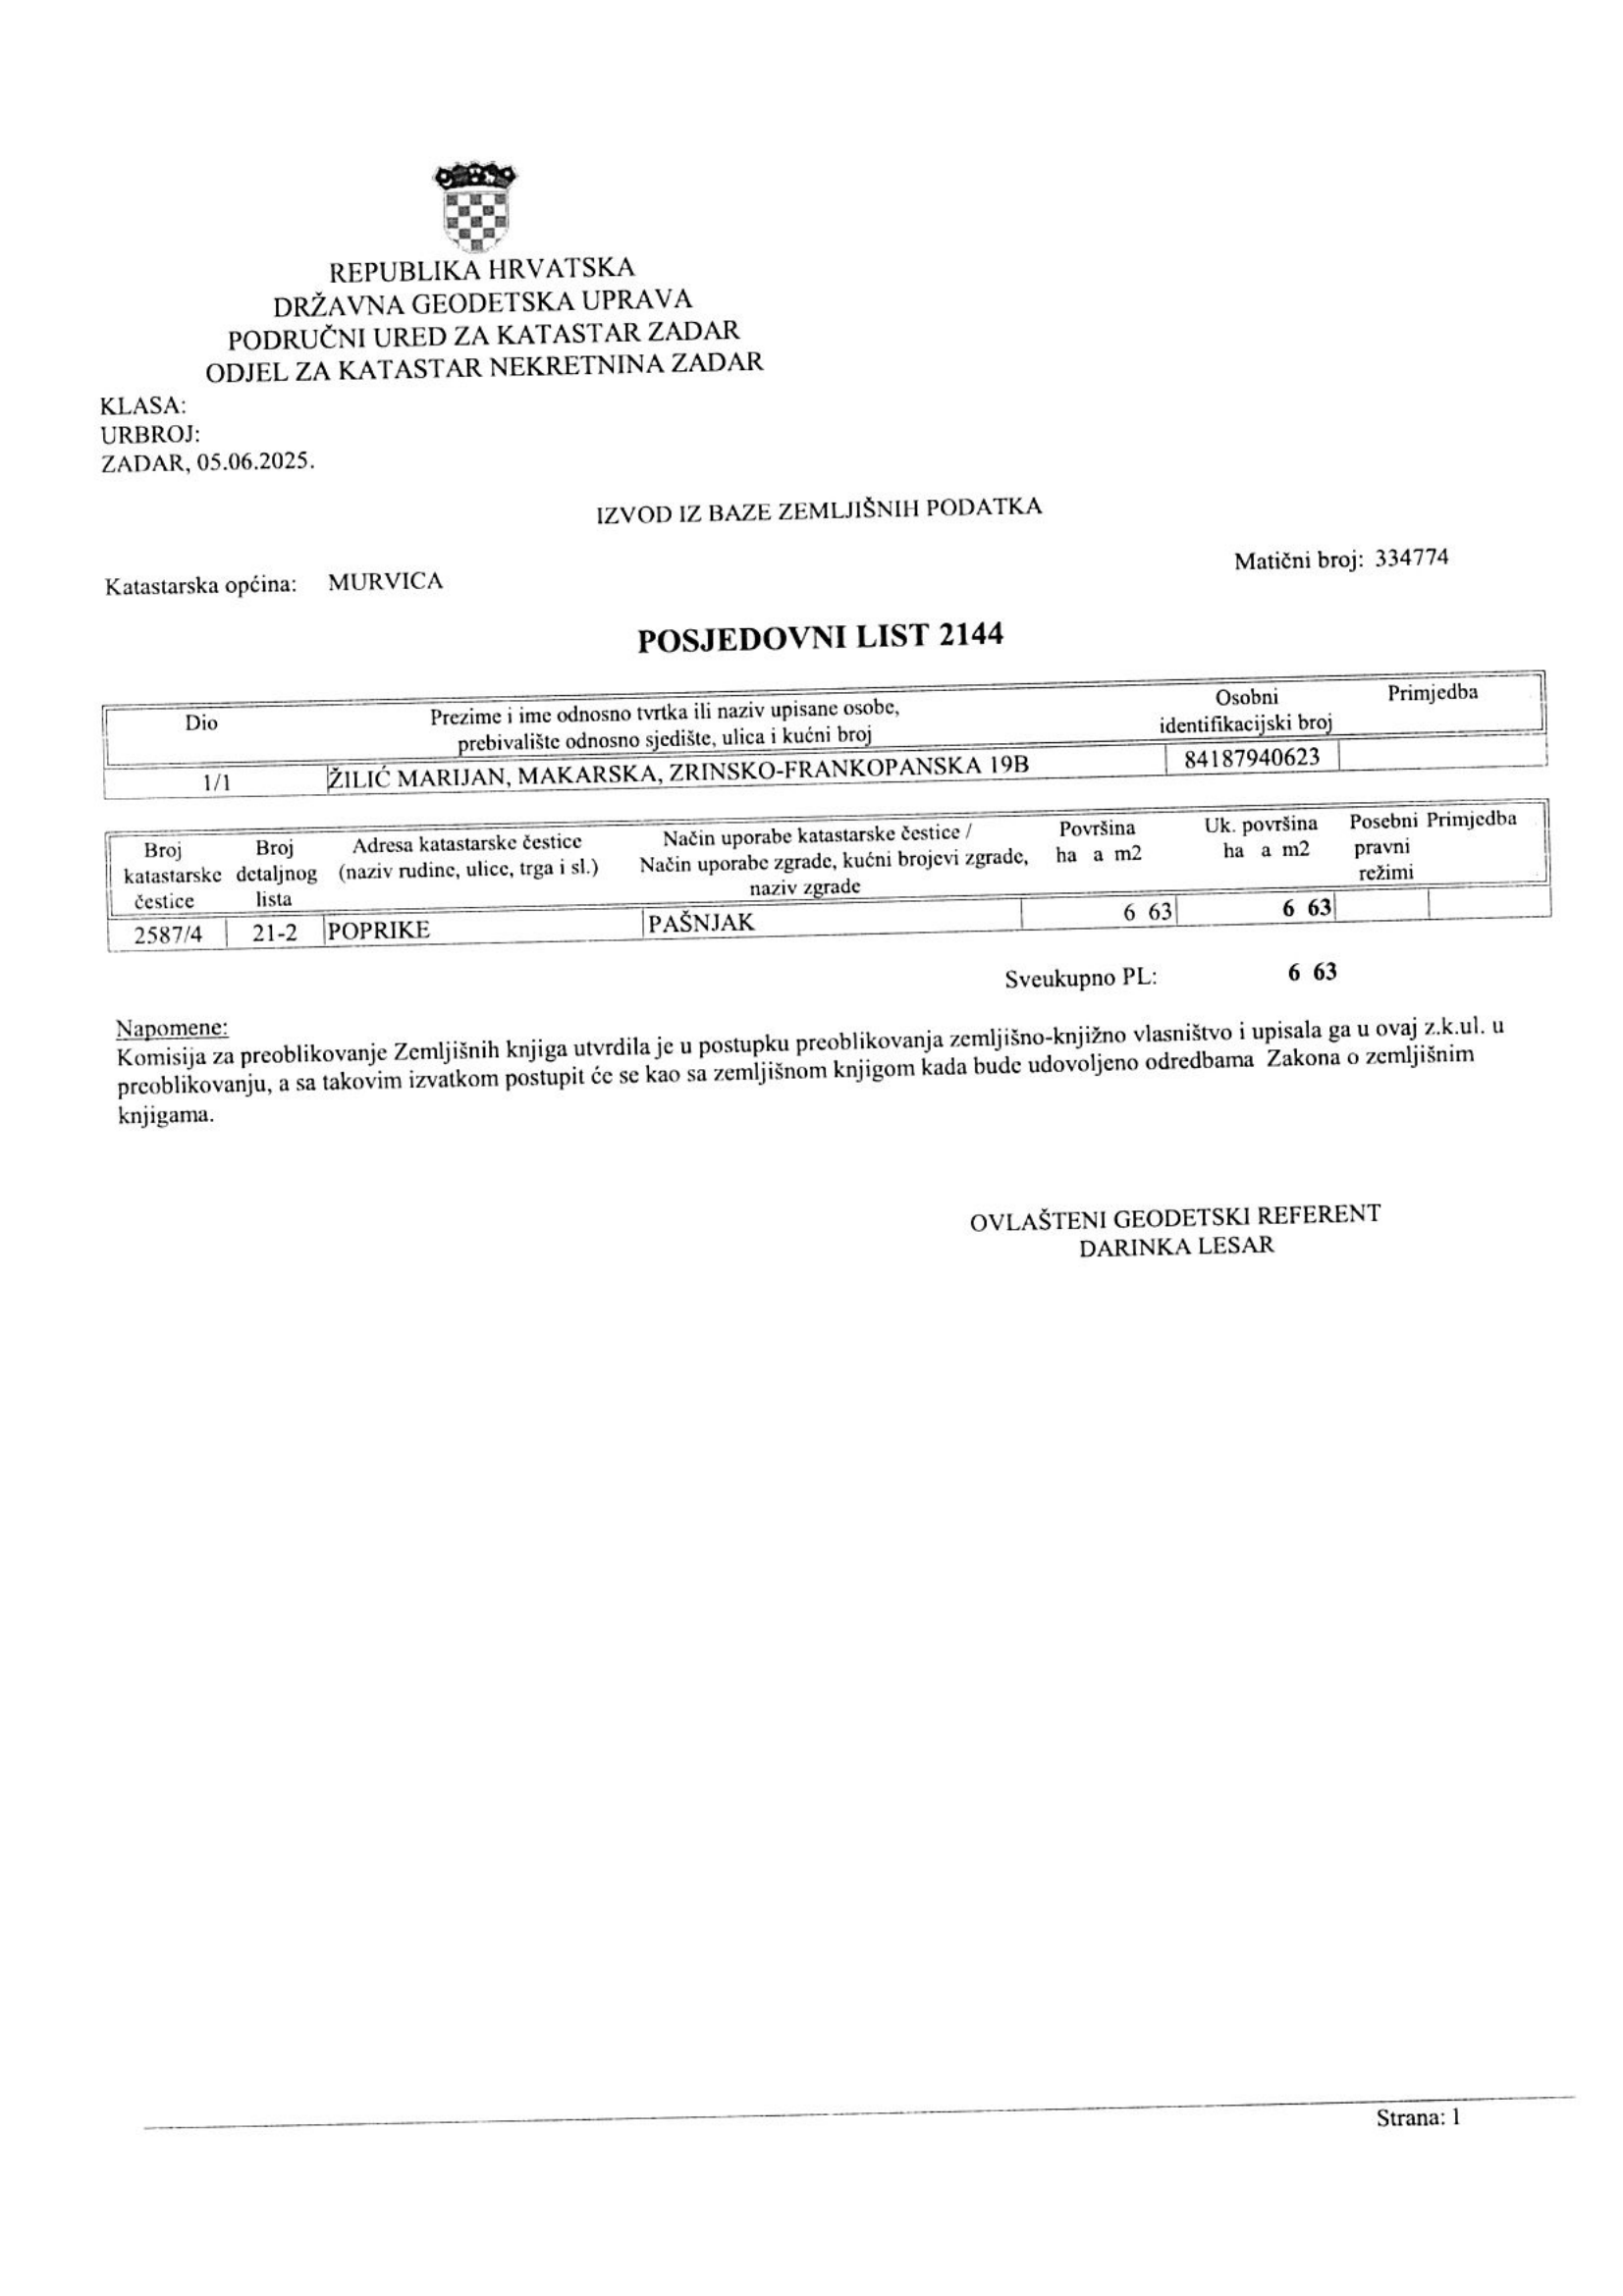 REPUBLIKA HRVATSKA
DRŽAVNA GEODETSKA UPRAVA
PODRUČNI URED ZA KATASTAR ZADAR
ODJEL ZA KATASTAR NEKRETNINA ZADAR
KLASA:
URBROJ:
ZADAR, 05.06.2025.
IZVOD IZ BAZE ZEMLJIŠNIH PODATKA
Katastarska općina: MURVICA Matični broj: 334774
POSJEDOVNI LIST 2144
Dio Prezime i ime odnosno tvrtka ili naziv upisane osobe, Osobni Primjedba
prebivalište odnosno sjedište, ulica i kućni broj identifikacijski broj
1/1 ŽILIĆ MARIJAN, MAKARSKA, ZRINSKO-FRANKOPANSKA 19B 84187940623
Broj Broj Adresa katastarske čestice Način uporabe katastarske čestice / Površina Uk. površina Posebni Primjedba
katastarske detaljnog (naziv rudine, ulice, trga i sl.) Način uporabe zgrade, kućni brojevi zgrade, ha a m2 ha a m2 pravni
čestice lista naziv zgrade režimi
2587/4 21-2 POPRIKE PAŠNJAK 6 63 6 63
Sveukupno PL: 6 63
Napomene:
Komisija za preoblikovanje Zemljišnih knjiga utvrdila je u postupku preoblikovanja zemljišno-knjižno vlasništvo i upisala ga u ovaj z.k.ul. u
preoblikovanju, a sa takovim izvatkom postupit će se kao sa zemljišnom knjigom kada bude udovoljeno odredbama Zakona o zemljišnim
knjigama.
OVLAŠTENI GEODETSKI REFERENT
DARINKA LESAR
Strana: 1